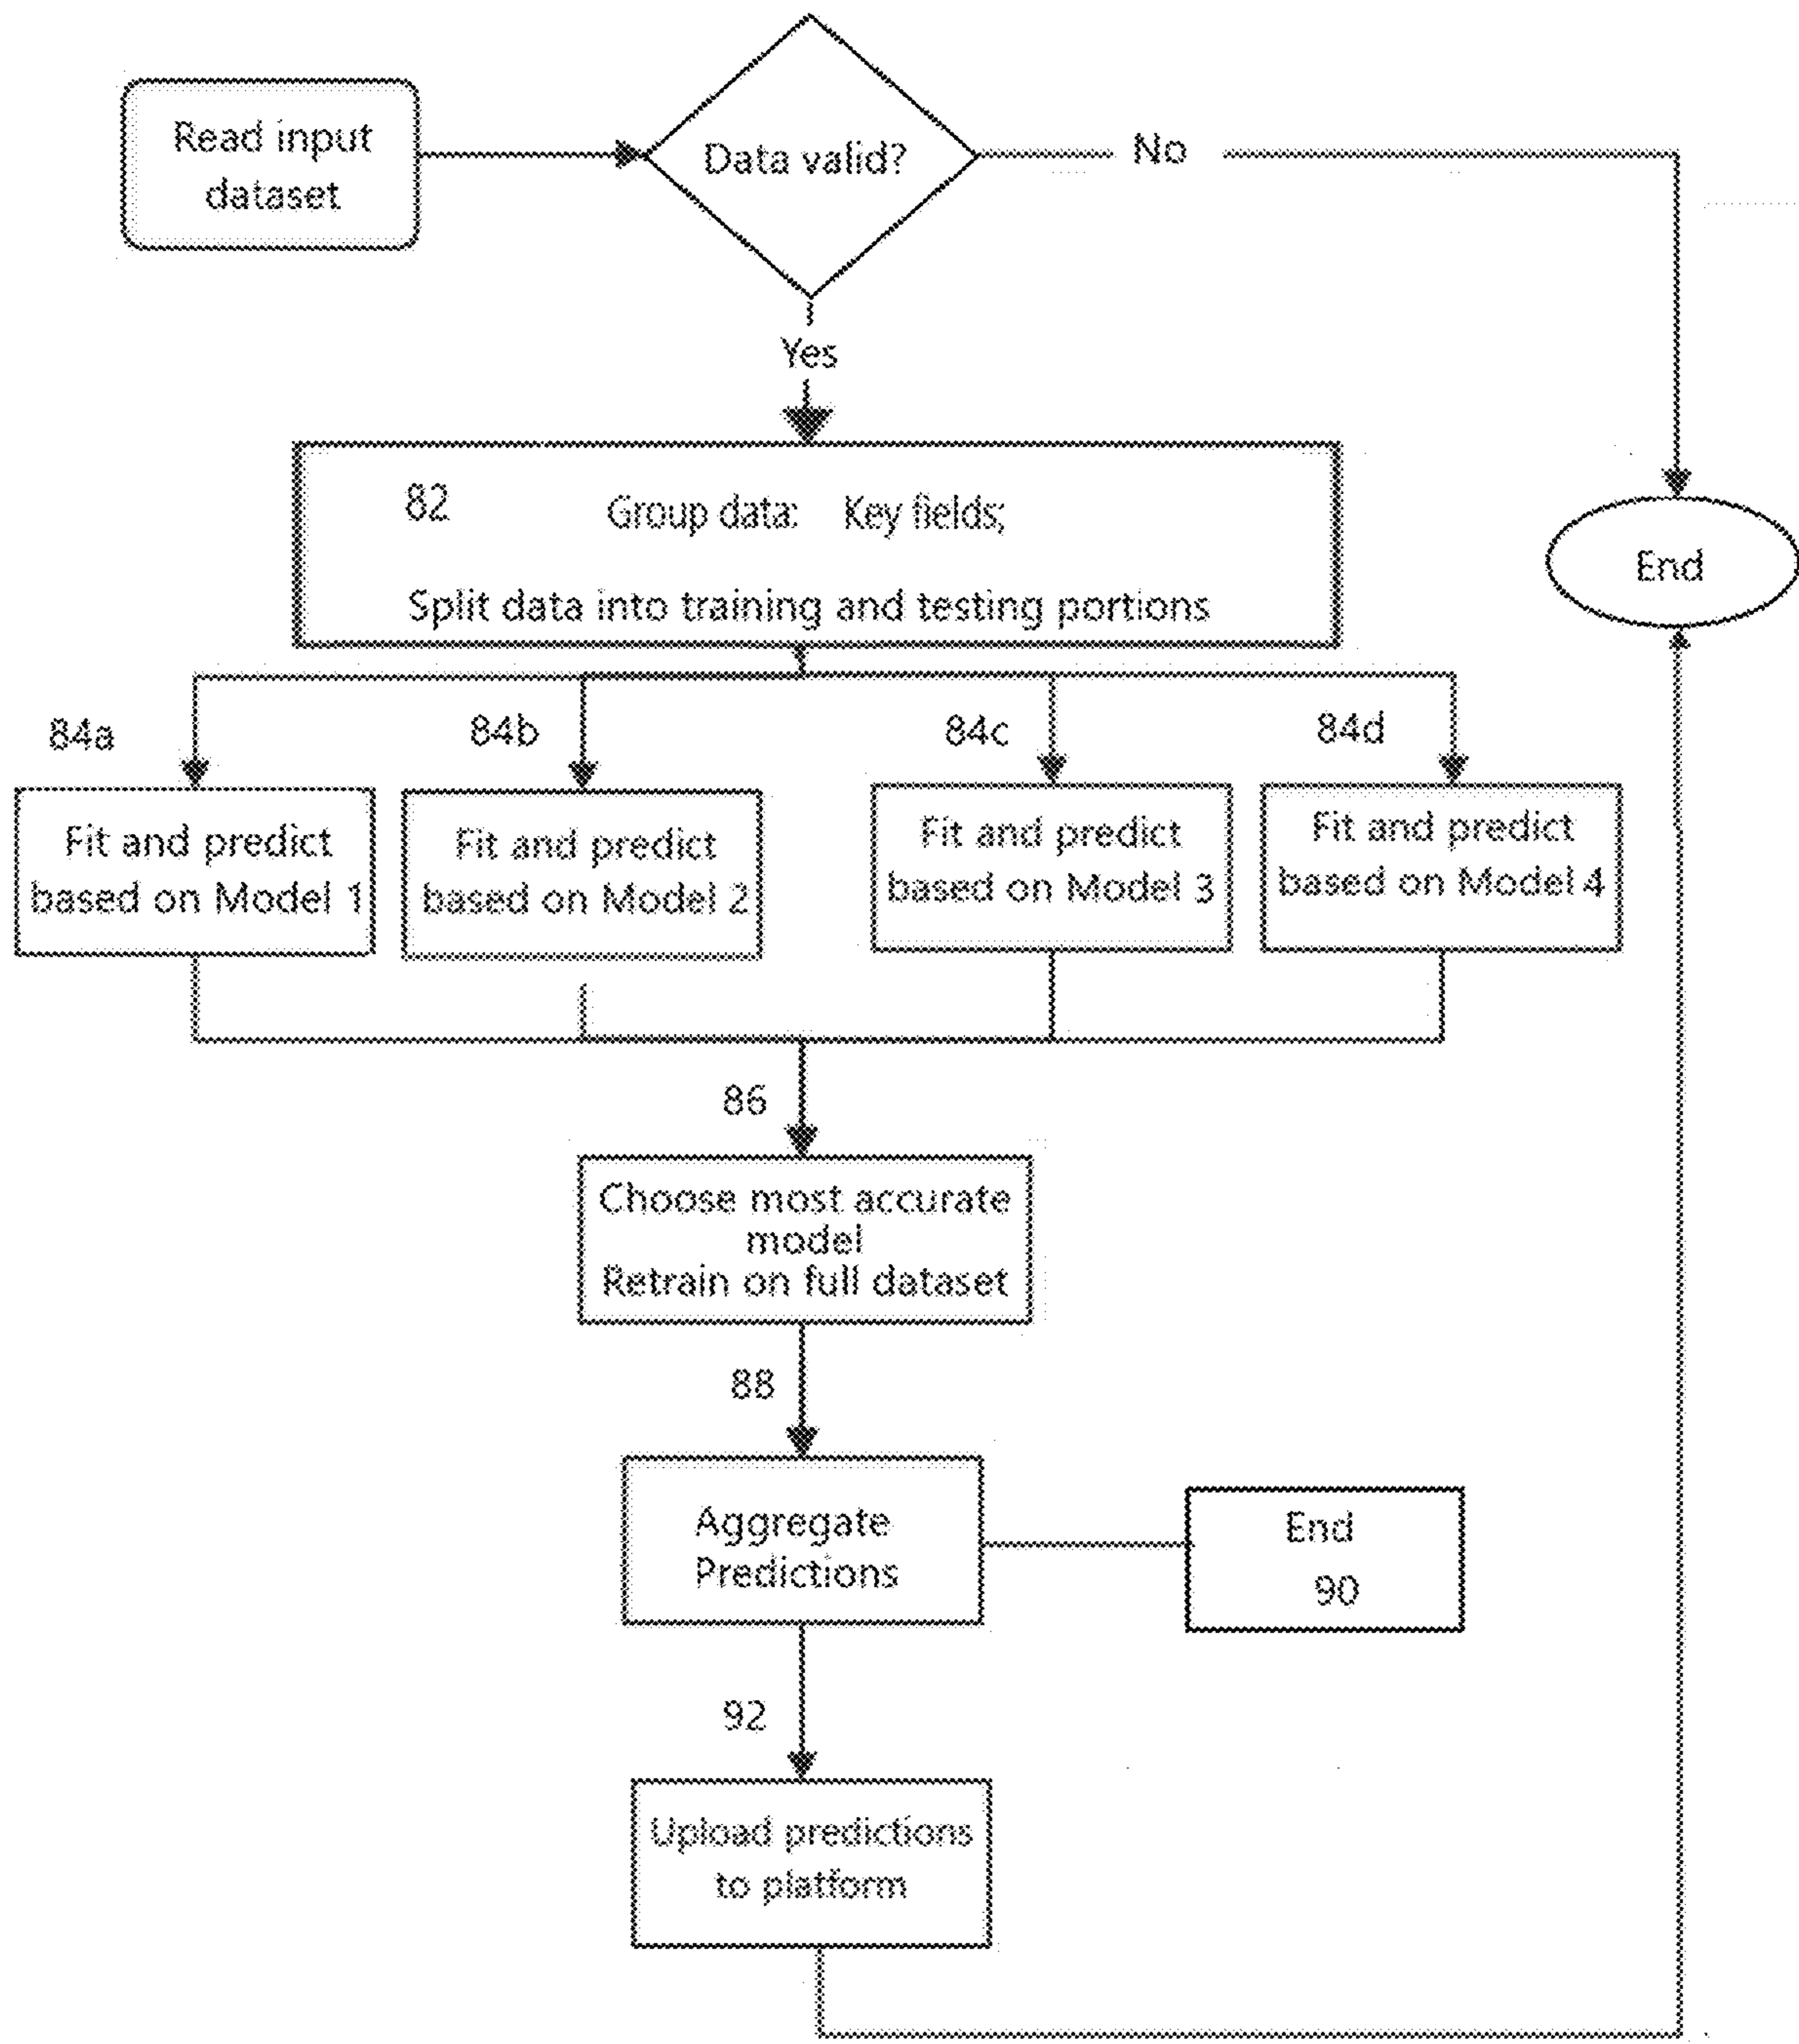 Read input
dataset
Data valid?
No
Yes
82
Group data: Key fields;
Split data into training and testing portions
End
84a
84b
84c
84d
Fit and predict
based on Model 1
Fit and predict
based on Model 2
Fit and predict
based on Model 3
Fit and predict
based on Model 4
86
Choose most accurate
model
Retrain on full dataset
88
Aggregate
Predictions
End
90
92
Upload predictions
to platform